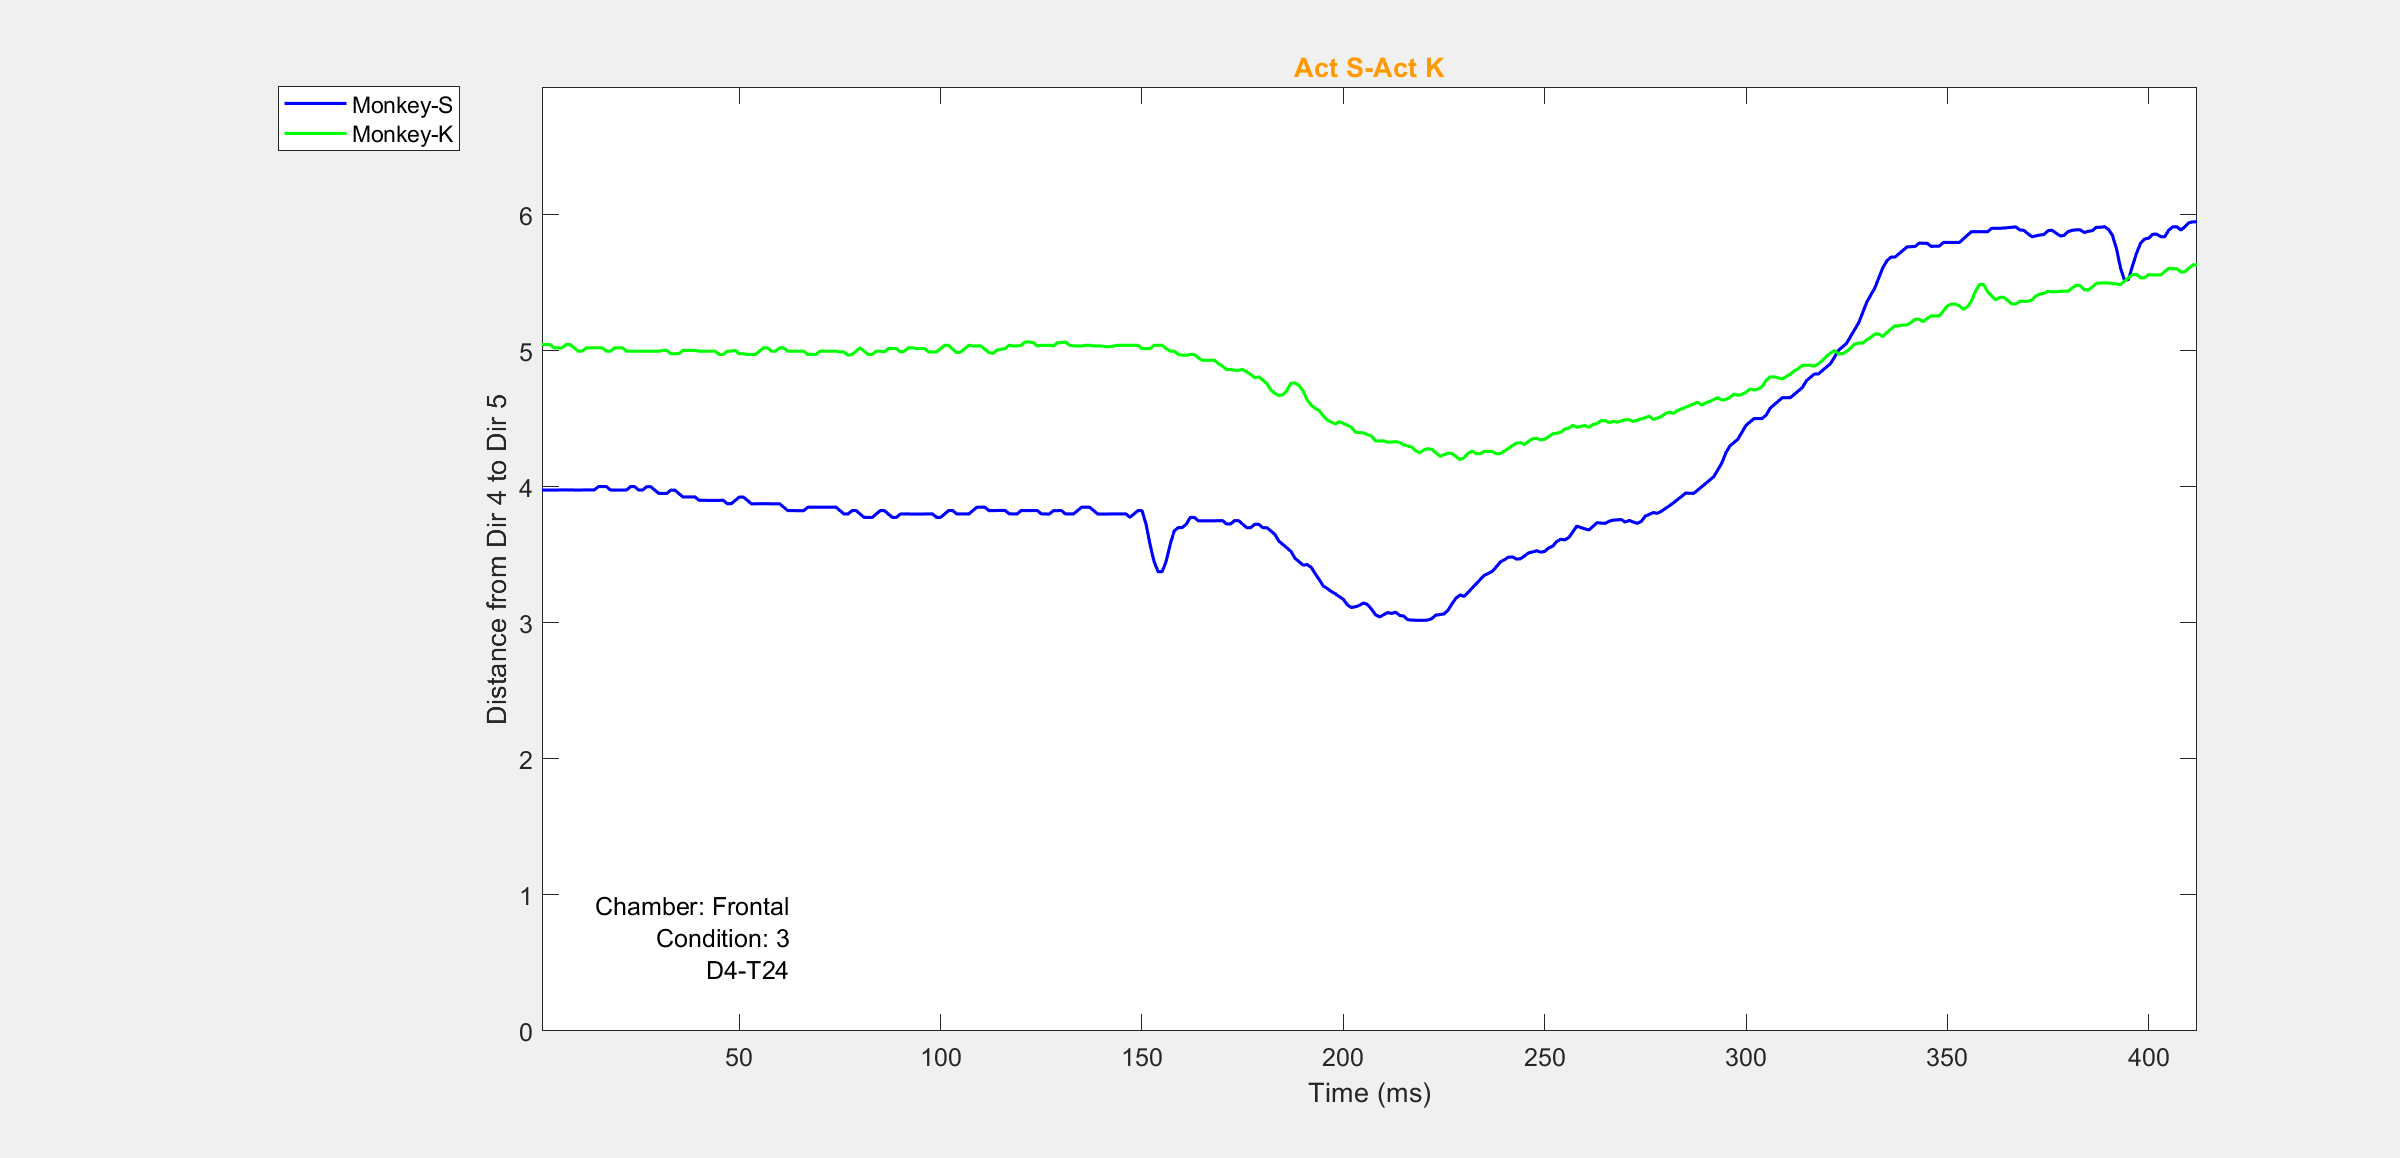 Act S-Act K
Monkey-S
Monkey-K
Distance from Dir 4 to Dir 5
6
5
4
3
2
1
0
Chamber: Frontal
Condition: 3
D4-T24
50 100 150 200 250 300 350 400
Time (ms)